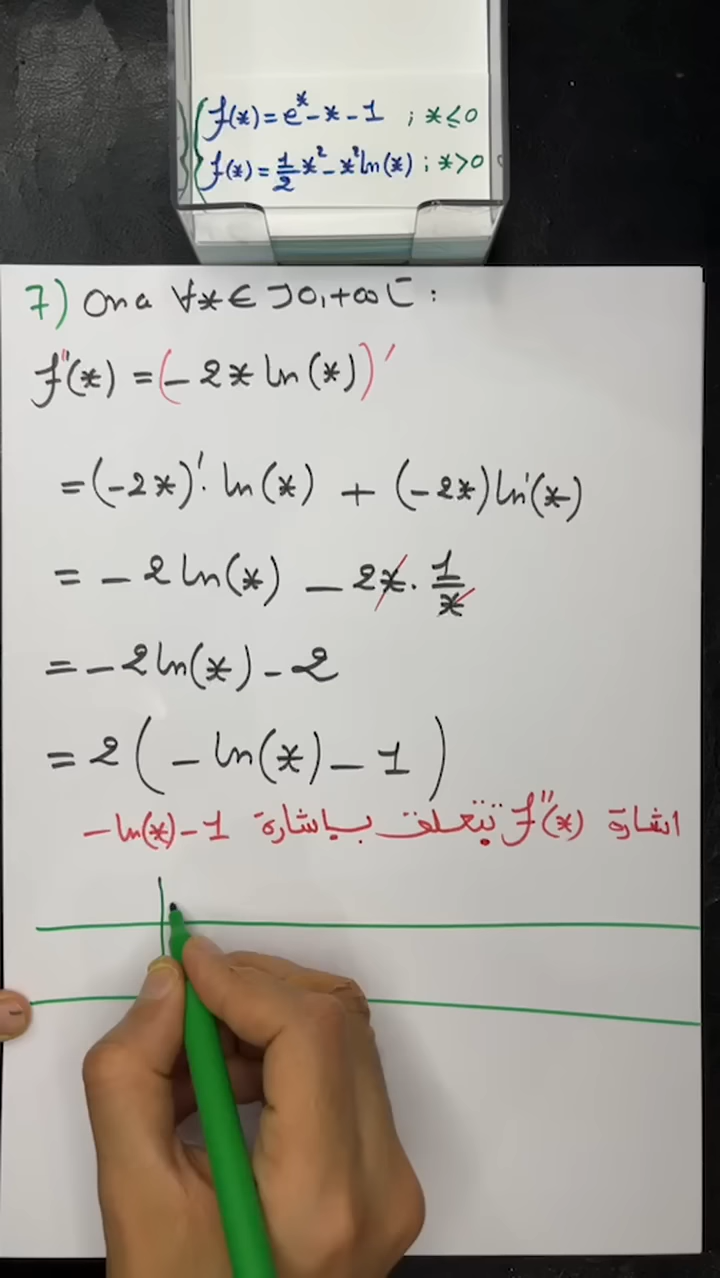 f(x) = e^x - x - 1 ; x ≤ 0
f(x) = 1/2 x² - x² ln(x) ; x > 0
7) On a ∀x ∈ ]0,+∞[ :
f''(x) = (-2x ln(x))'
= (-2x)' · ln(x) + (-2x) ln'(x)
= -2 ln(x) - 2x · 1/x
= -2 ln(x) - 2
= 2(-ln(x) - 1)
اشارة f''(x) تتعلق باشارة -ln(x) - 1